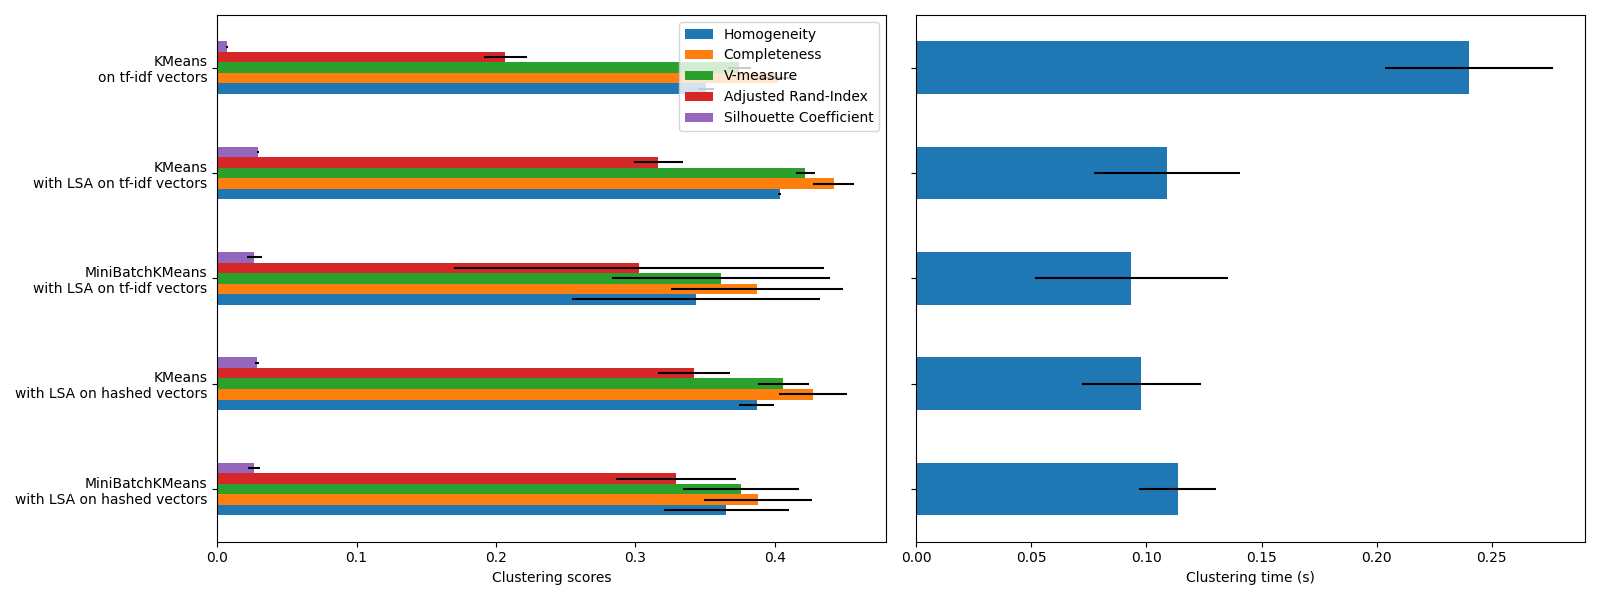 KMeans
on tf-idf vectors
KMeans
with LSA on tf-idf vectors
MiniBatchKMeans
with LSA on tf-idf vectors
KMeans
with LSA on hashed vectors
MiniBatchKMeans
with LSA on hashed vectors
Homogeneity
Completeness
V-measure
Adjusted Rand-Index
Silhouette Coefficient
0.0 0.1 0.2 0.3 0.4
Clustering scores
0.00 0.05 0.10 0.15 0.20 0.25
Clustering time (s)